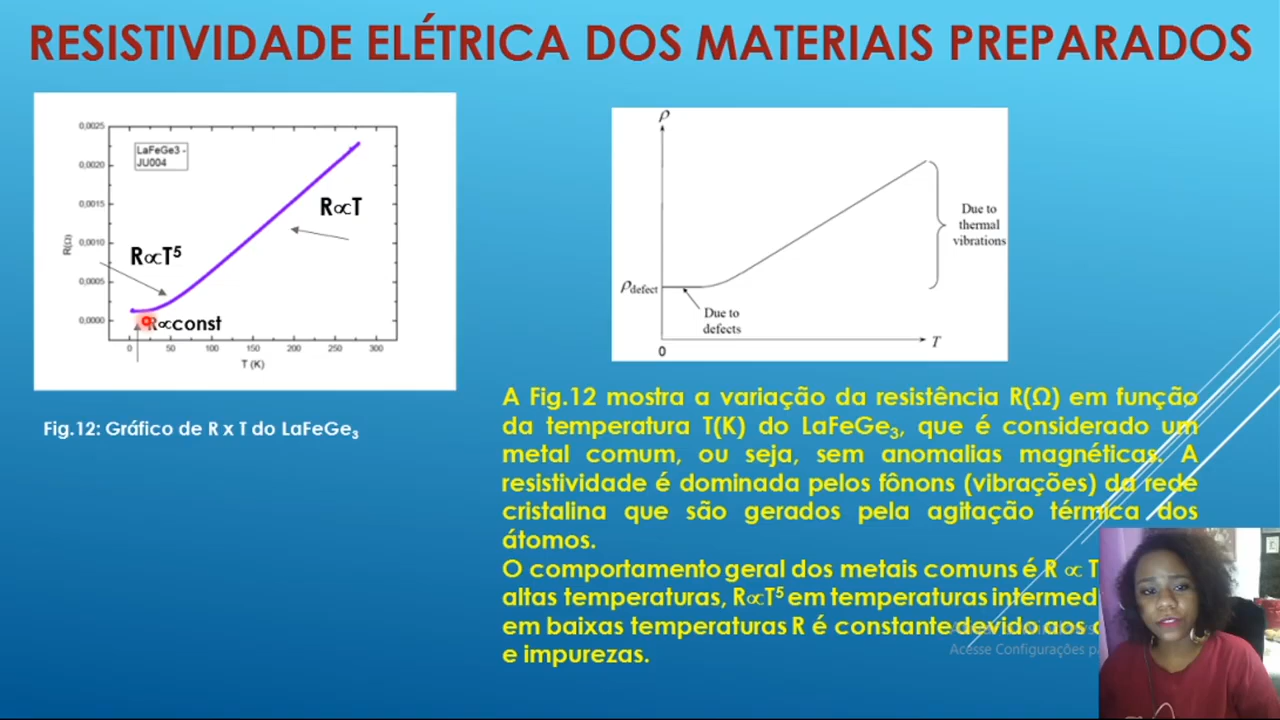 RESISTIVIDADE ELÉTRICA DOS MATERIAIS PREPARADOS
0,0025
0,0020
0,0015
0,0010
0,0005
0,0000
R(Ω)
LaFeGe3 -
JU004
R∝T
R∝T⁵
R∝const
0 50 100 150 200 250 300
T (K)
Fig.12: Gráfico de R x T do LaFeGe₃
ρ
Due to
thermal
vibrations
ρdefect
Due to
defects
0
T
A Fig.12 mostra a variação da resistência R(Ω) em função
da temperatura T(K) do LaFeGe₃, que é considerado um
metal comum, ou seja, sem anomalias magnéticas. A
resistividade é dominada pelos fônons (vibrações) da rede
cristalina que são gerados pela agitação térmica dos
átomos.
O comportamento geral dos metais comuns é R ∝ T
altas temperaturas, R∝T⁵ em temperaturas intermed
em baixas temperaturas R é constante devido aos
e impurezas.
Acesse Configurações